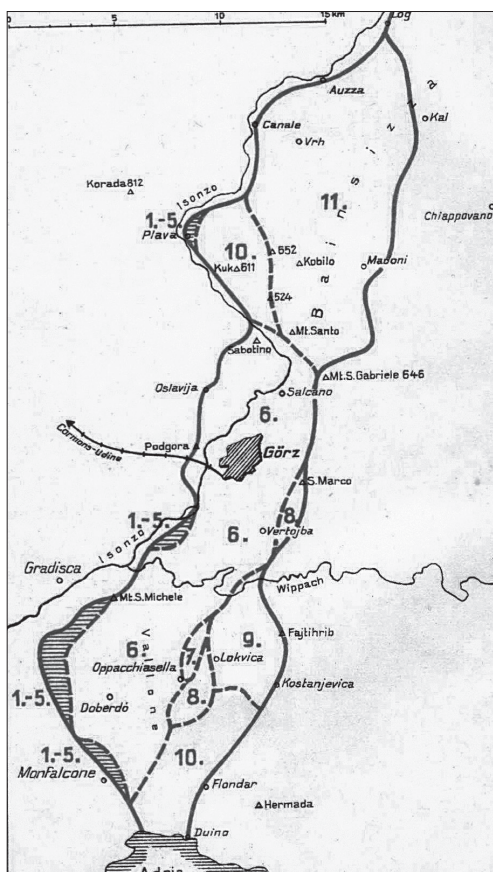 0 5 10 15 km
Log
Auzza
Canale
Kal
Vrh
Bainsizza
Korada 812
Isonzo
11.
1.-5.
Plava
Chiappovano
10.
652
Kuk 611
Kobilo
Madoni
524
Mt.Santo
Sabotino
Mt.S.Gabriele 646
Oslavija
Salcano
6.
Cormons-Udine
Podgora
Görz
S.Marco
1.-5.
8.
6.
Vertojba
Isonzo
Gradisca
Wippach
Mt.S.Michele
Fajtihrib
6.
Vallone
7.
9.
Lokvica
Oppacchiasella
Kostanjevica
1.-5.
Doberdó
8.
1.-5.
10.
Monfalcone
Flondar
Hermada
Duino
Adria